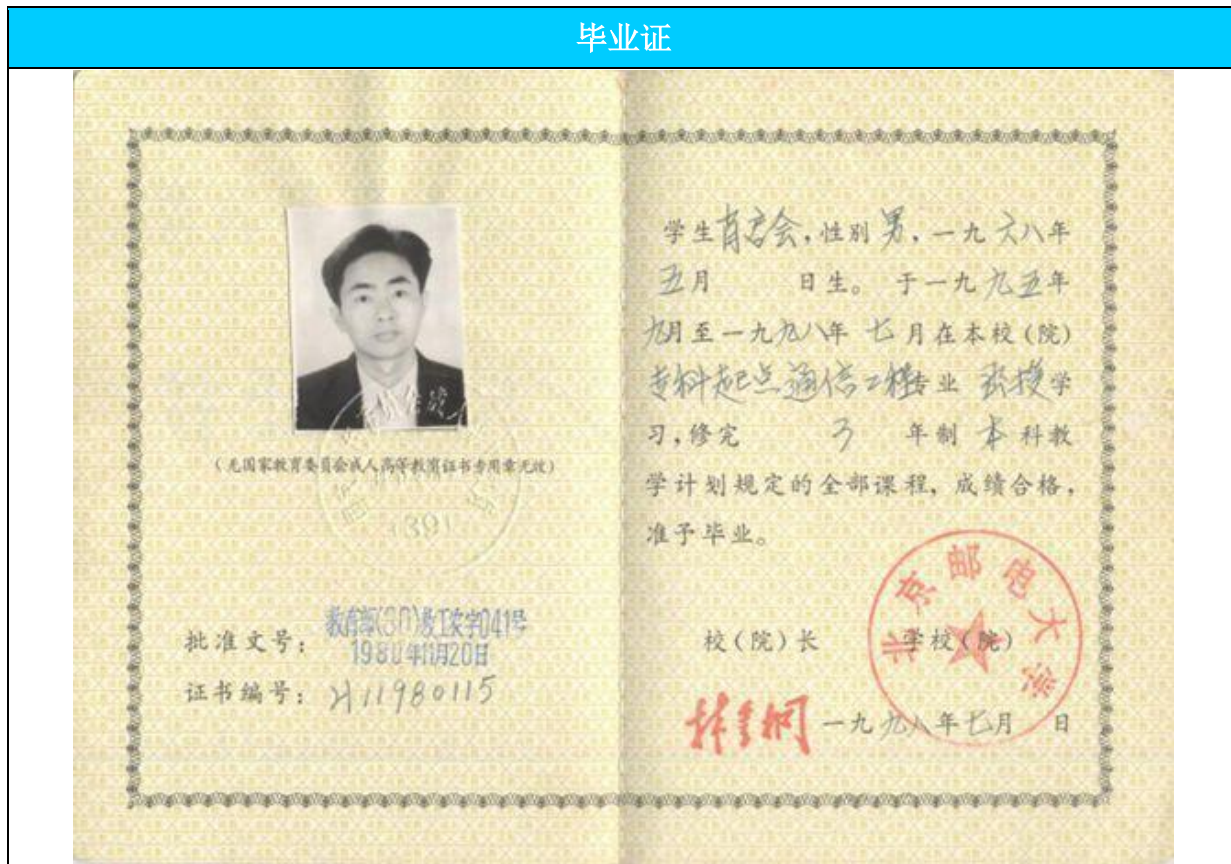 毕业证
(无国家教育委员会成人高等教育证书专用章无效)
批准文号:
教工农字041号
1980年11月20日
证书编号:
11980115
学生肖言会,性别男,一九六八年
五月 日生。于一九九五年
九月至一九九八年七月在本校(院)
专科起点通信工程专业函授学
习,修完 3 年制本科教
学计划规定的全部课程,成绩合格,
准予毕业。
校(院)长 学校(院)
北京邮电大学
一九九八年七月 日